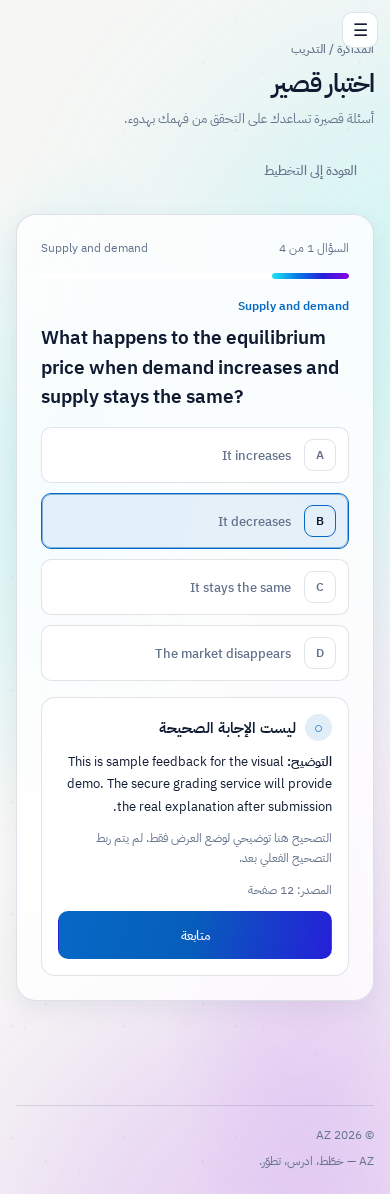 ☰
المذاكرة / التدريب
اختبار قصير
أسئلة قصيرة تساعدك على التحقق من فهمك بهدوء.
العودة إلى التخطيط
السؤال 1 من 4
Supply and demand
Supply and demand
What happens to the equilibrium
price when demand increases and
supply stays the same?
A It increases
B It decreases
C It stays the same
D The market disappears
ليست الإجابة الصحيحة
التوضيح: This is sample feedback for the visual
demo. The secure grading service will provide
the real explanation after submission.
التصحيح هنا توضيحي لوضع العرض فقط. لم يتم ربط
التصحيح الفعلي بعد.
المصدر: 12 صفحة
متابعة
© 2026 AZ
AZ — خطّط، ادرس، تطوّر.